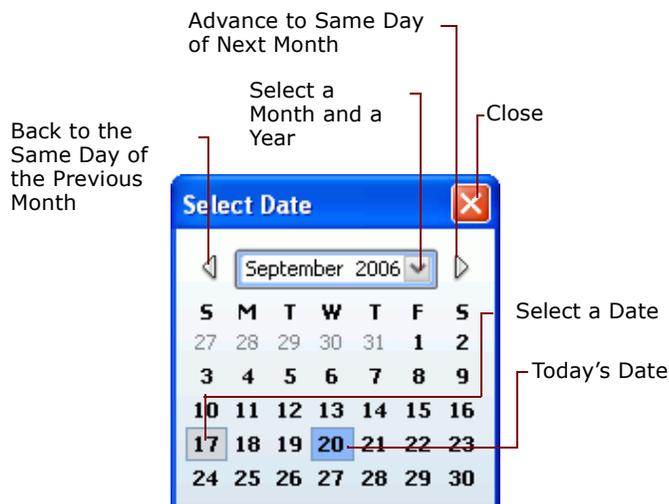 Advance to Same Day
of Next Month
Select a
Month and a
Year
Close
Back to the
Same Day of
the Previous
Month
Select Date
September 2006
S M T W T F S
27 28 29 30 31 1 2
Select a Date
3 4 5 6 7 8 9
Today's Date
10 11 12 13 14 15 16
17 18 19 20 21 22 23
24 25 26 27 28 29 30